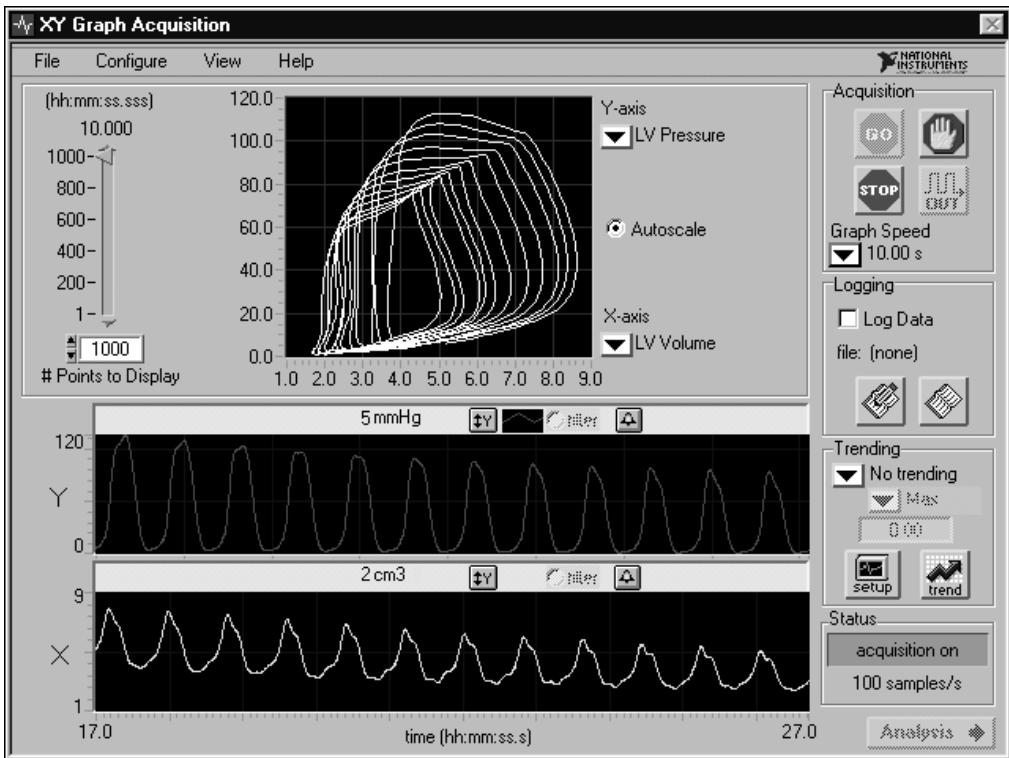 XY Graph Acquisition
File Configure View Help
NATIONAL
INSTRUMENTS
(hh:mm:ss.sss)
10.000
1000
800
600
400
200
1
1000
# Points to Display
120.0
100.0
80.0
60.0
40.0
20.0
0.0
1.0 2.0 3.0 4.0 5.0 6.0 7.0 8.0 9.0
Y-axis
LV Pressure
Autoscale
X-axis
LV Volume
Acquisition
GO
STOP
OUT
Graph Speed
10.00 s
Logging
Log Data
file: (none)
Trending
No trending
Max
0.00
setup
trend
Status
acquisition on
100 samples/s
Analysis
5 mmHg
Y
filter
120
Y
0
2 cm3
Y
filter
9
X
1
17.0
time (hh:mm:ss.s)
27.0